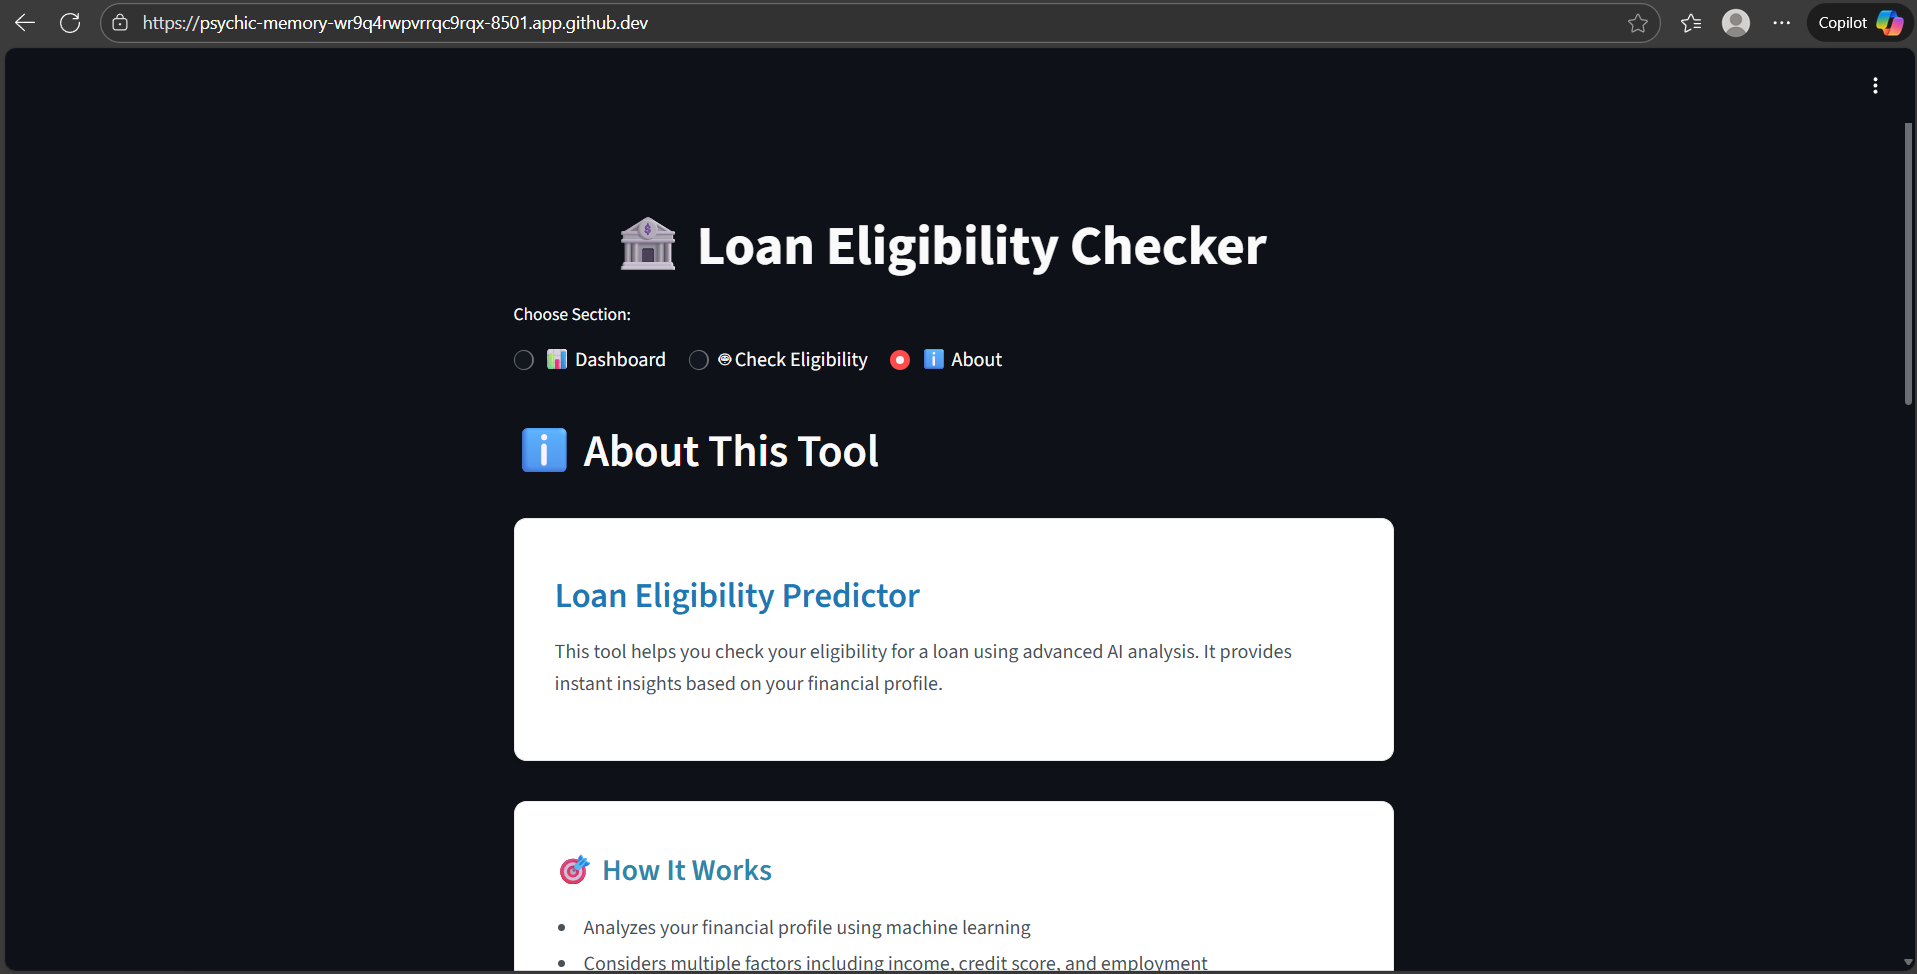 https://psychic-memory-wr9q4rwpvrrqc9rqx-8501.app.github.dev
Copilot
Loan Eligibility Checker
Choose Section:
Dashboard Check Eligibility About
About This Tool
Loan Eligibility Predictor
This tool helps you check your eligibility for a loan using advanced AI analysis. It provides
instant insights based on your financial profile.
How It Works
• Analyzes your financial profile using machine learning
• Considers multiple factors including income, credit score, and employment